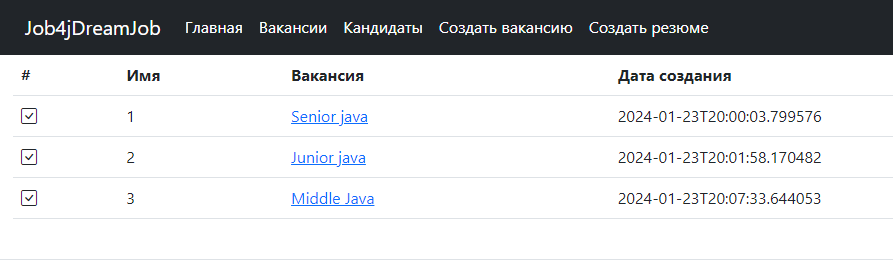 Job4jDreamJob Главная Вакансии Кандидаты Создать вакансию Создать резюме
# Имя Вакансия Дата создания
1 Senior java 2024-01-23T20:00:03.799576
2 Junior java 2024-01-23T20:01:58.170482
3 Middle Java 2024-01-23T20:07:33.644053